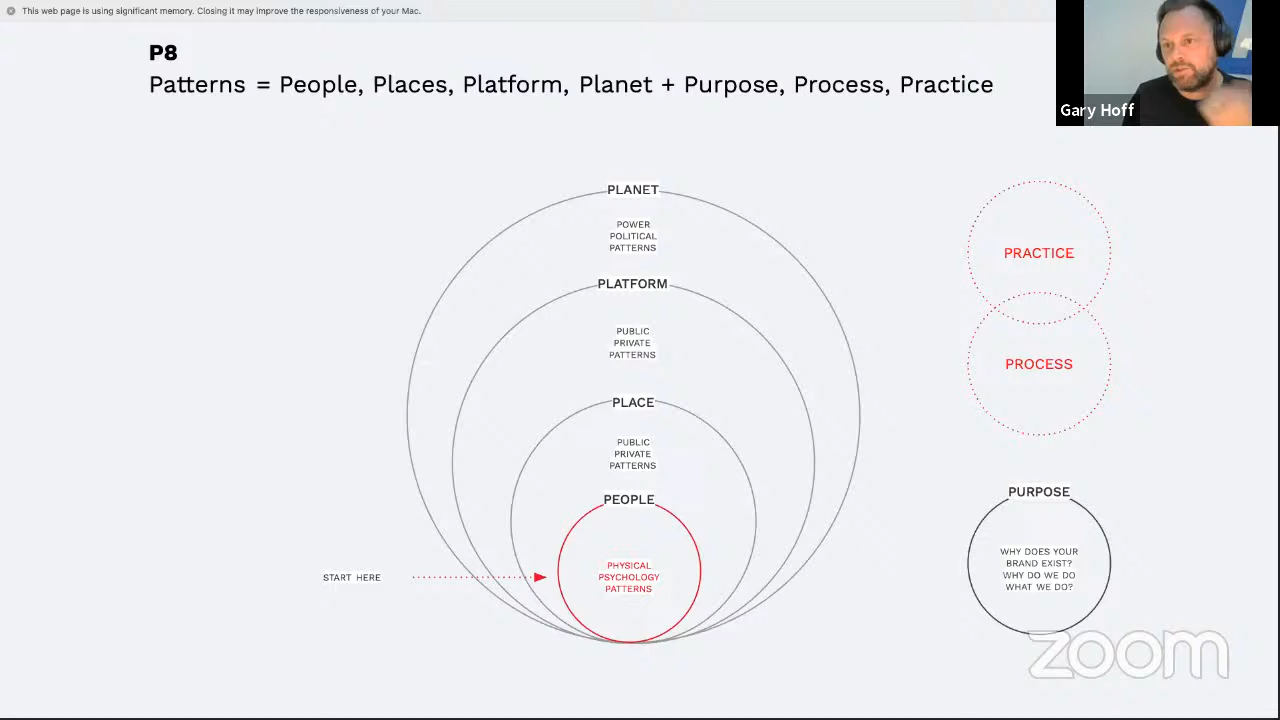 This web page is using significant memory. Closing it may improve the responsiveness of your Mac.
P8
Patterns = People, Places, Platform, Planet + Purpose, Process, Practice
Gary Hoff
PLANET
POWER
POLITICAL
PATTERNS
PLATFORM
PUBLIC
PRIVATE
PATTERNS
PLACE
PUBLIC
PRIVATE
PATTERNS
PEOPLE
PHYSICAL
PSYCHOLOGY
PATTERNS
START HERE
PRACTICE
PROCESS
PURPOSE
WHY DOES YOUR
BRAND EXIST?
WHY DO WE DO
WHAT WE DO?
zoom